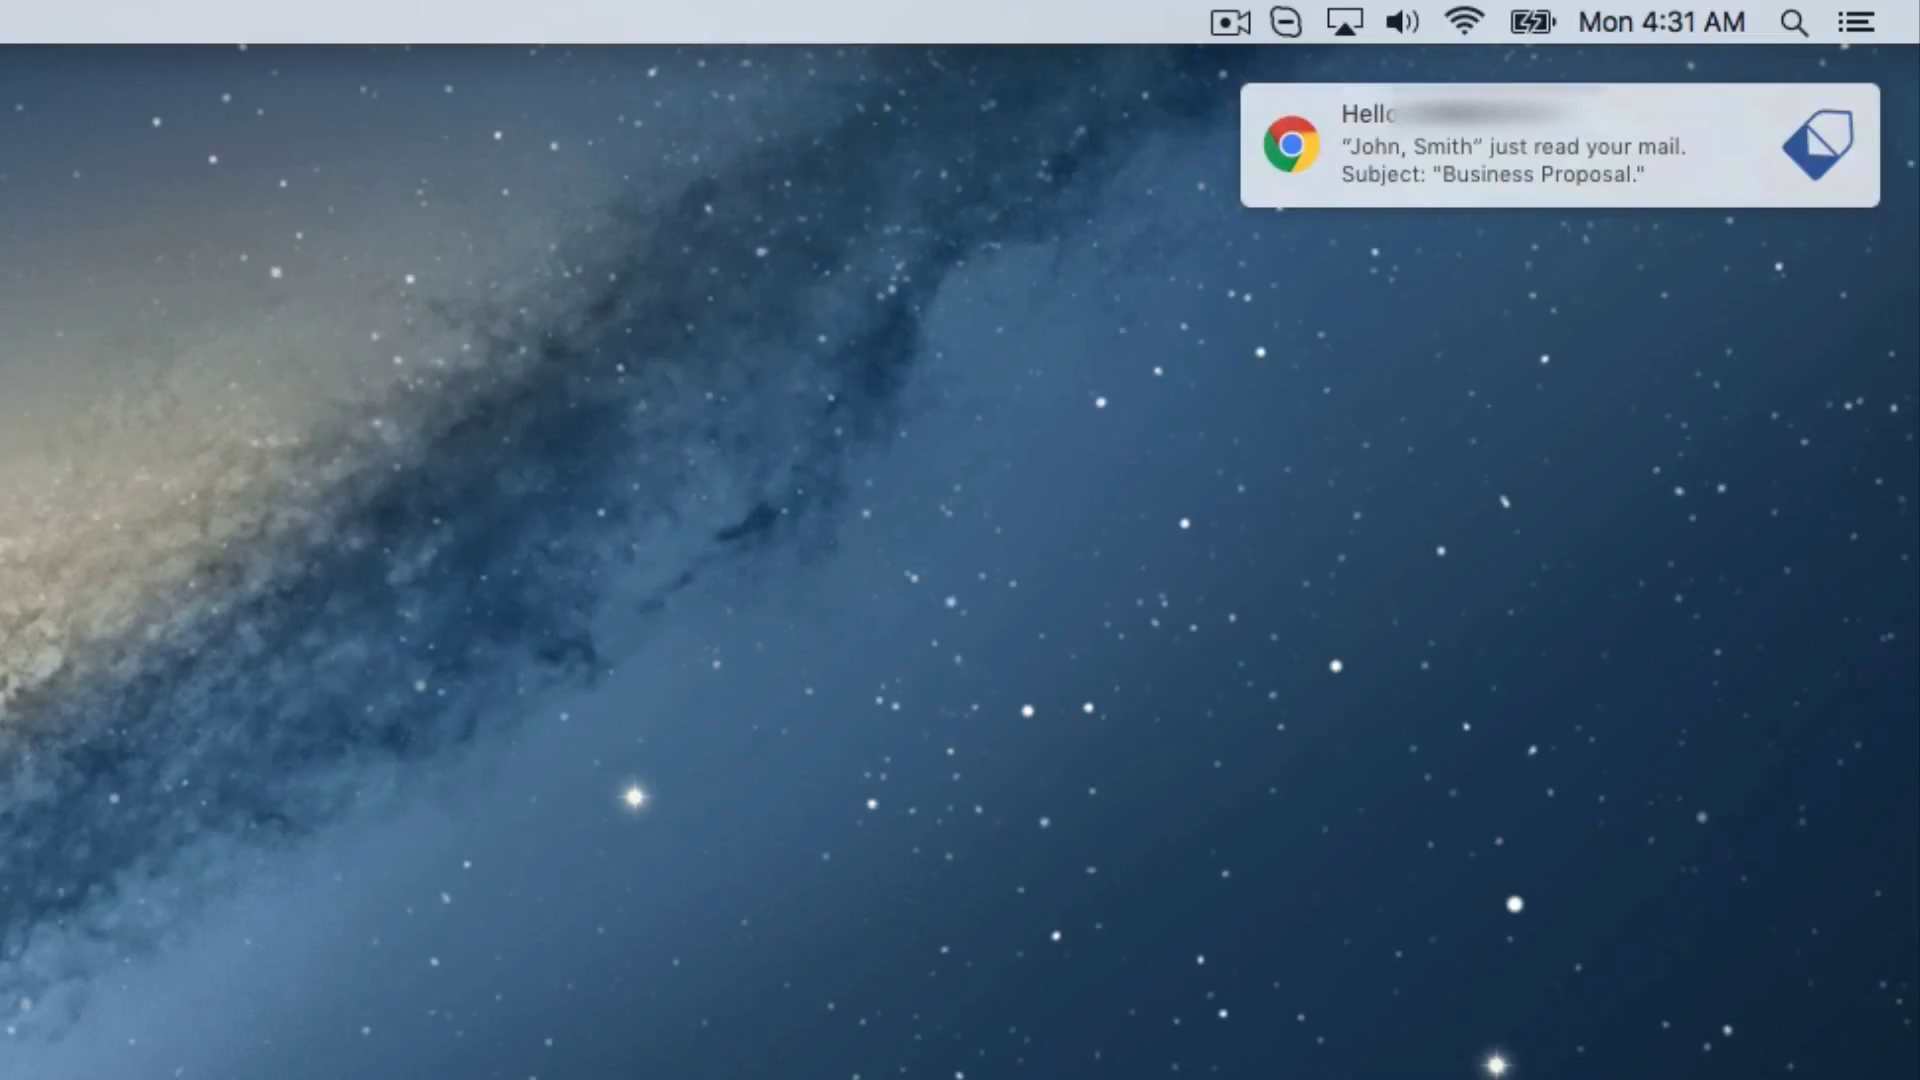 Mon 4:31 AM
Hello
“John, Smith” just read your mail.
Subject: "Business Proposal."